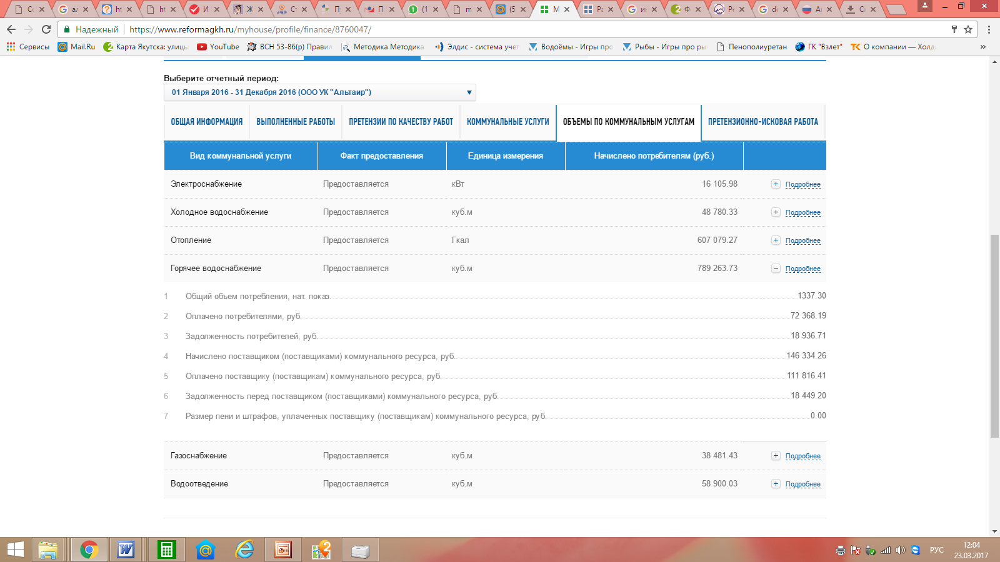 Надежный https://www.reformagkh.ru/myhouse/profile/finance/8760047/
Сервисы Mail.Ru Карта Якутска: улицы YouTube ВСН 53-86(р) Правил Методика Методика Элдис - система учет Водоёмы - Игры про Рыбы - Игры про ры Пенополиуретан ГК "Взлет" О компании — Холд »
Выберите отчетный период:
01 Января 2016 - 31 Декабря 2016 (ООО УК "Альтаир")
ОБЩАЯ ИНФОРМАЦИЯ ВЫПОЛНЕННЫЕ РАБОТЫ ПРЕТЕНЗИИ ПО КАЧЕСТВУ РАБОТ КОММУНАЛЬНЫЕ УСЛУГИ ОБЪЕМЫ ПО КОММУНАЛЬНЫМ УСЛУГАМ ПРЕТЕНЗИОННО-ИСКОВАЯ РАБОТА
Вид коммунальной услуги Факт предоставления Единица измерения Начислено потребителям (руб.)
Электроснабжение Предоставляется кВт 16 105.98 Подробнее
Холодное водоснабжение Предоставляется куб.м 48 780.33 Подробнее
Отопление Предоставляется Гкал 607 079.27 Подробнее
Горячее водоснабжение Предоставляется куб.м 789 263.73 Подробнее
1 Общий объем потребления, нат. показ. 1337.30
2 Оплачено потребителями, руб. 72 368.19
3 Задолженность потребителей, руб. 18 936.71
4 Начислено поставщиком (поставщиками) коммунального ресурса, руб. 146 334.26
5 Оплачено поставщику (поставщикам) коммунального ресурса, руб. 111 816.41
6 Задолженность перед поставщиком (поставщиками) коммунального ресурса, руб. 18 449.20
7 Размер пени и штрафов, уплаченных поставщику (поставщикам) коммунального ресурса, руб. 0.00
Газоснабжение Предоставляется куб.м 38 481.43 Подробнее
Водоотведение Предоставляется куб.м 58 900.03 Подробнее
РУС
12:04
23.03.2017